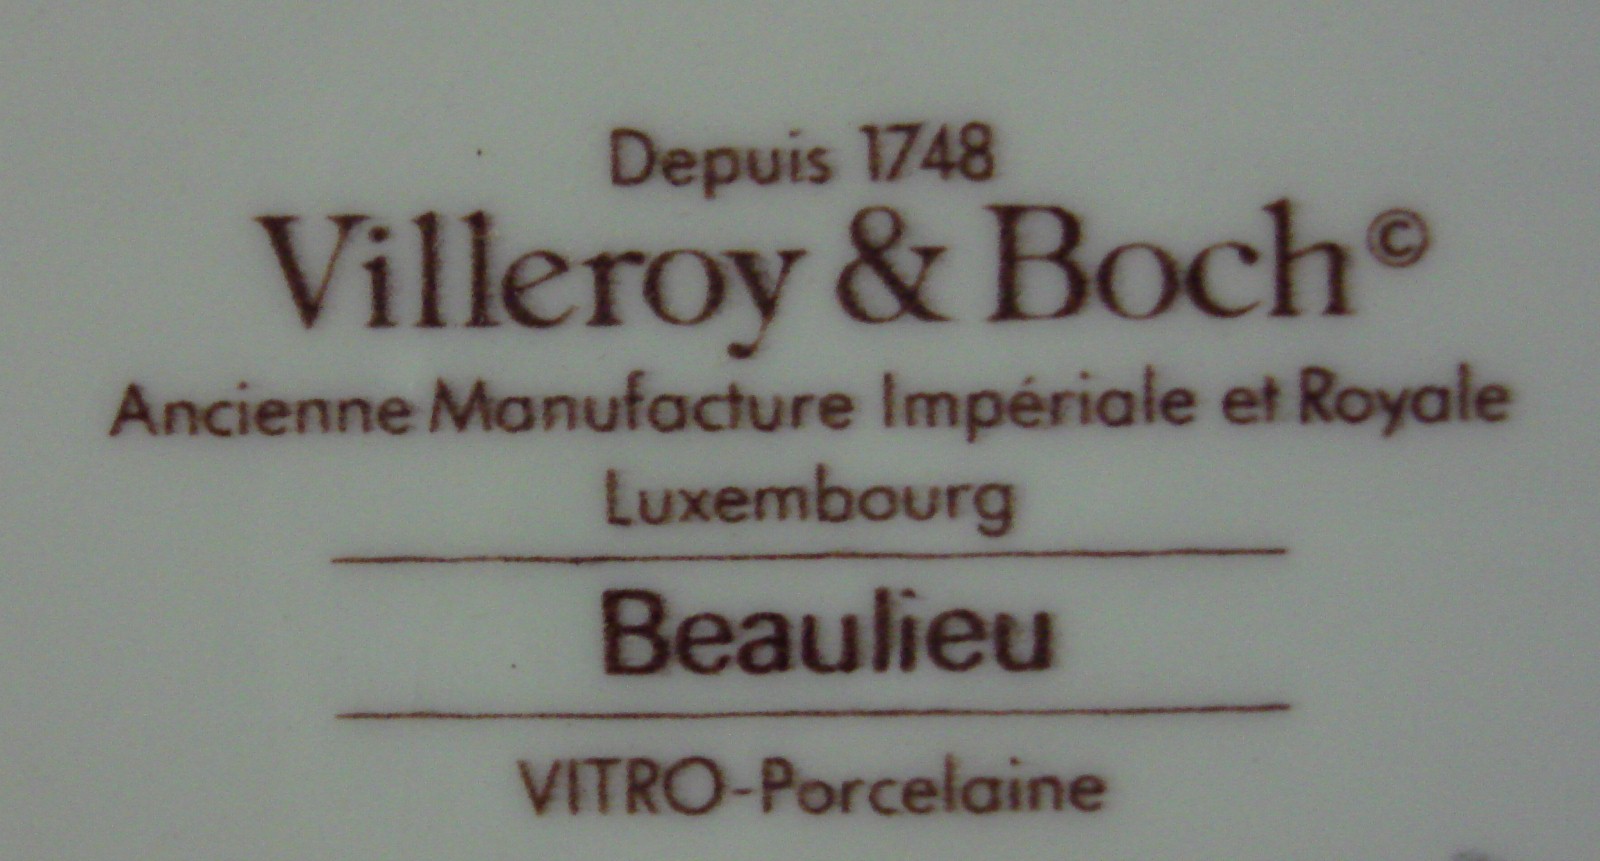 Depuis 1748
Villeroy & Boch©
Ancienne Manufacture Impériale et Royale
Luxembourg
Beaulieu
VITRO-Porcelaine